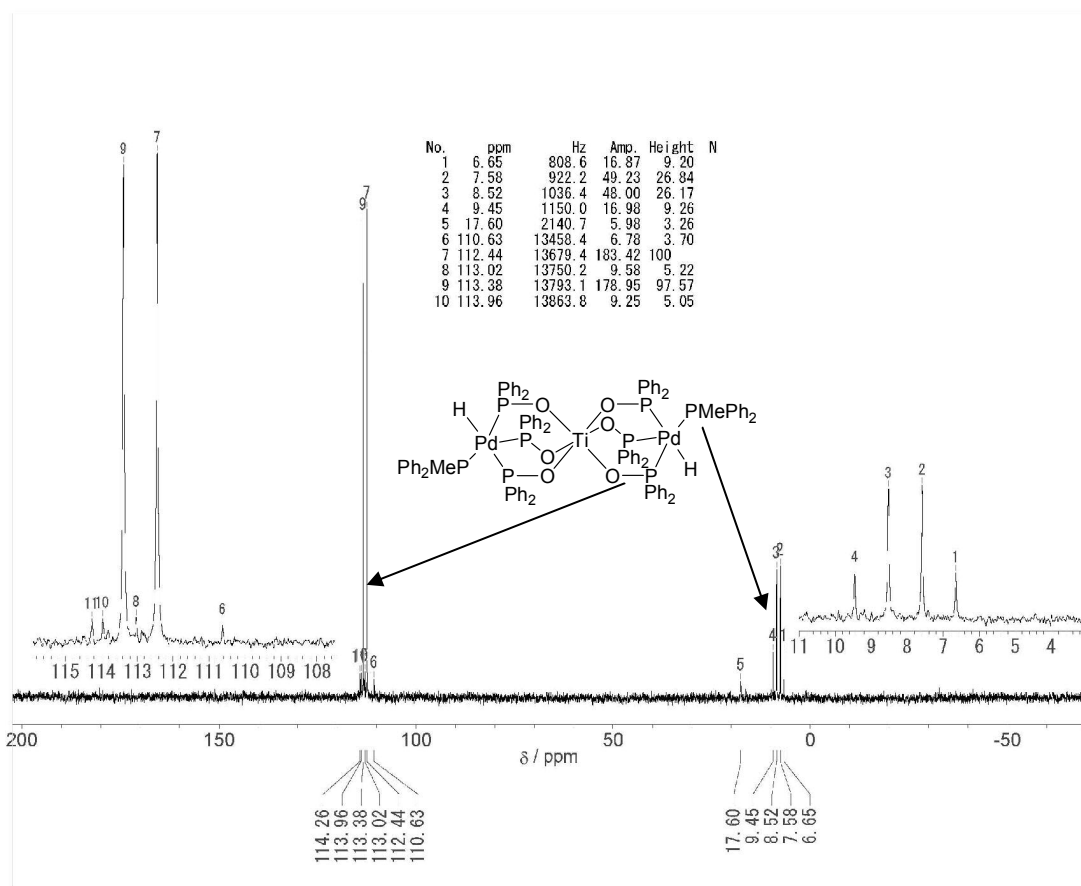 No. ppm Hz Amp. Height N
1 6.65 808.6 16.87 9.20
2 7.58 922.2 49.23 26.84
3 8.52 1036.4 48.00 26.17
4 9.45 1150.0 16.98 9.26
5 17.60 2140.7 5.98 3.26
6 110.63 13458.4 6.78 3.70
7 112.44 13679.4 183.42 100
8 113.02 13750.2 9.58 5.22
9 113.38 13793.1 178.95 97.57
10 113.96 13863.8 9.25 5.05
9 7
11 10 8 6
115 114 113 112 111 110 109 108
7
9
6
Ph2 Ph2
H P O O P PMePh2
Ph2 O Ph2
Pd P Ti P Pd
O Ph2
Ph2MeP P O O P H
Ph2 Ph2
3 2
4 1
11 10 9 8 7 6 5 4
3 2
4 1
5
200 150 100 50 0 -50
δ / ppm
114.26
113.96
113.38
113.02
112.44
110.63
17.60
9.45
8.52
7.58
6.65